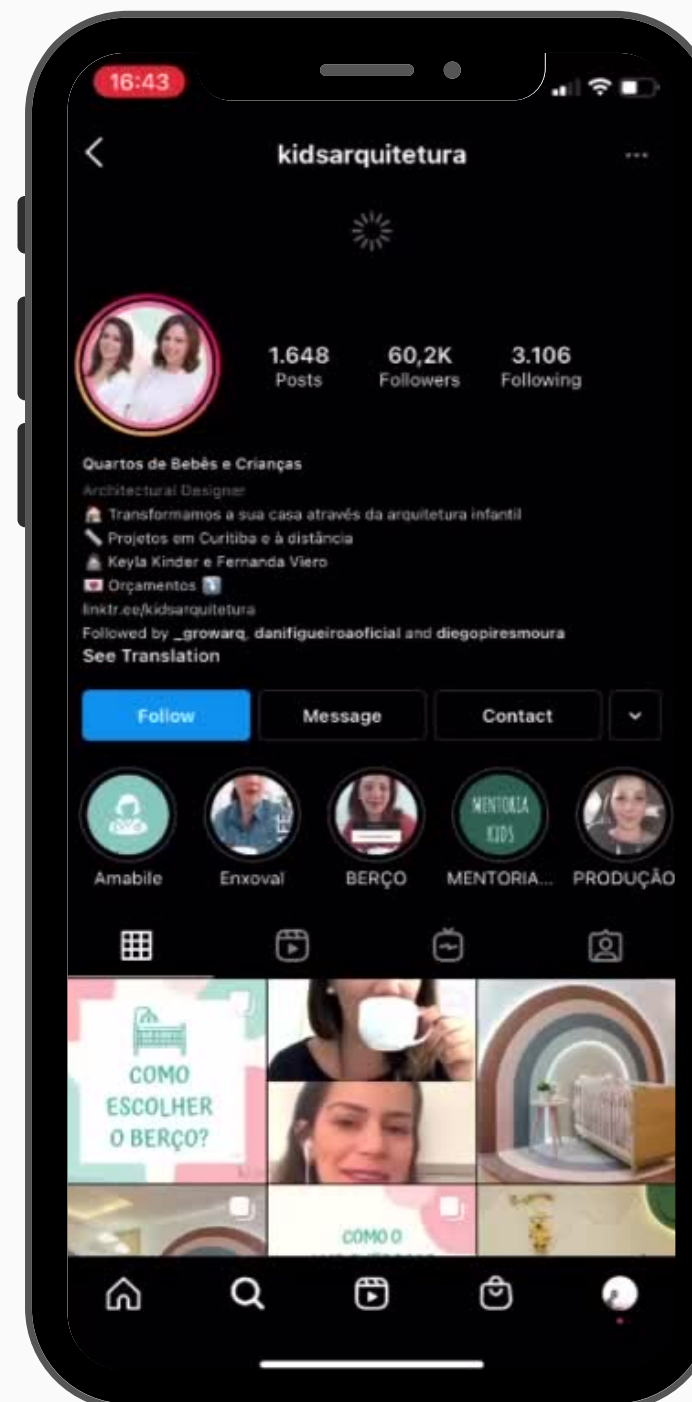 16:43
kidsarquitetura
1.648 60,2K 3.106
Posts Followers Following
Quartos de Bebês e Crianças
Architectural Designer
Transformamos a sua casa através da arquitetura infantil
Projetos em Curitiba e à distância
Keyla Kinder e Fernanda Viero
Orçamentos
linktr.ee/kidsarquitetura
Followed by _growarq, danifigueiroaoficial and diegopiresmoura
See Translation
Follow Message Contact
MENTORIA
KIDS
Amabile Enxoval BERÇO MENTORIA... PRODUÇÃO
COMO
ESCOLHER
O BERÇO?
COMO O